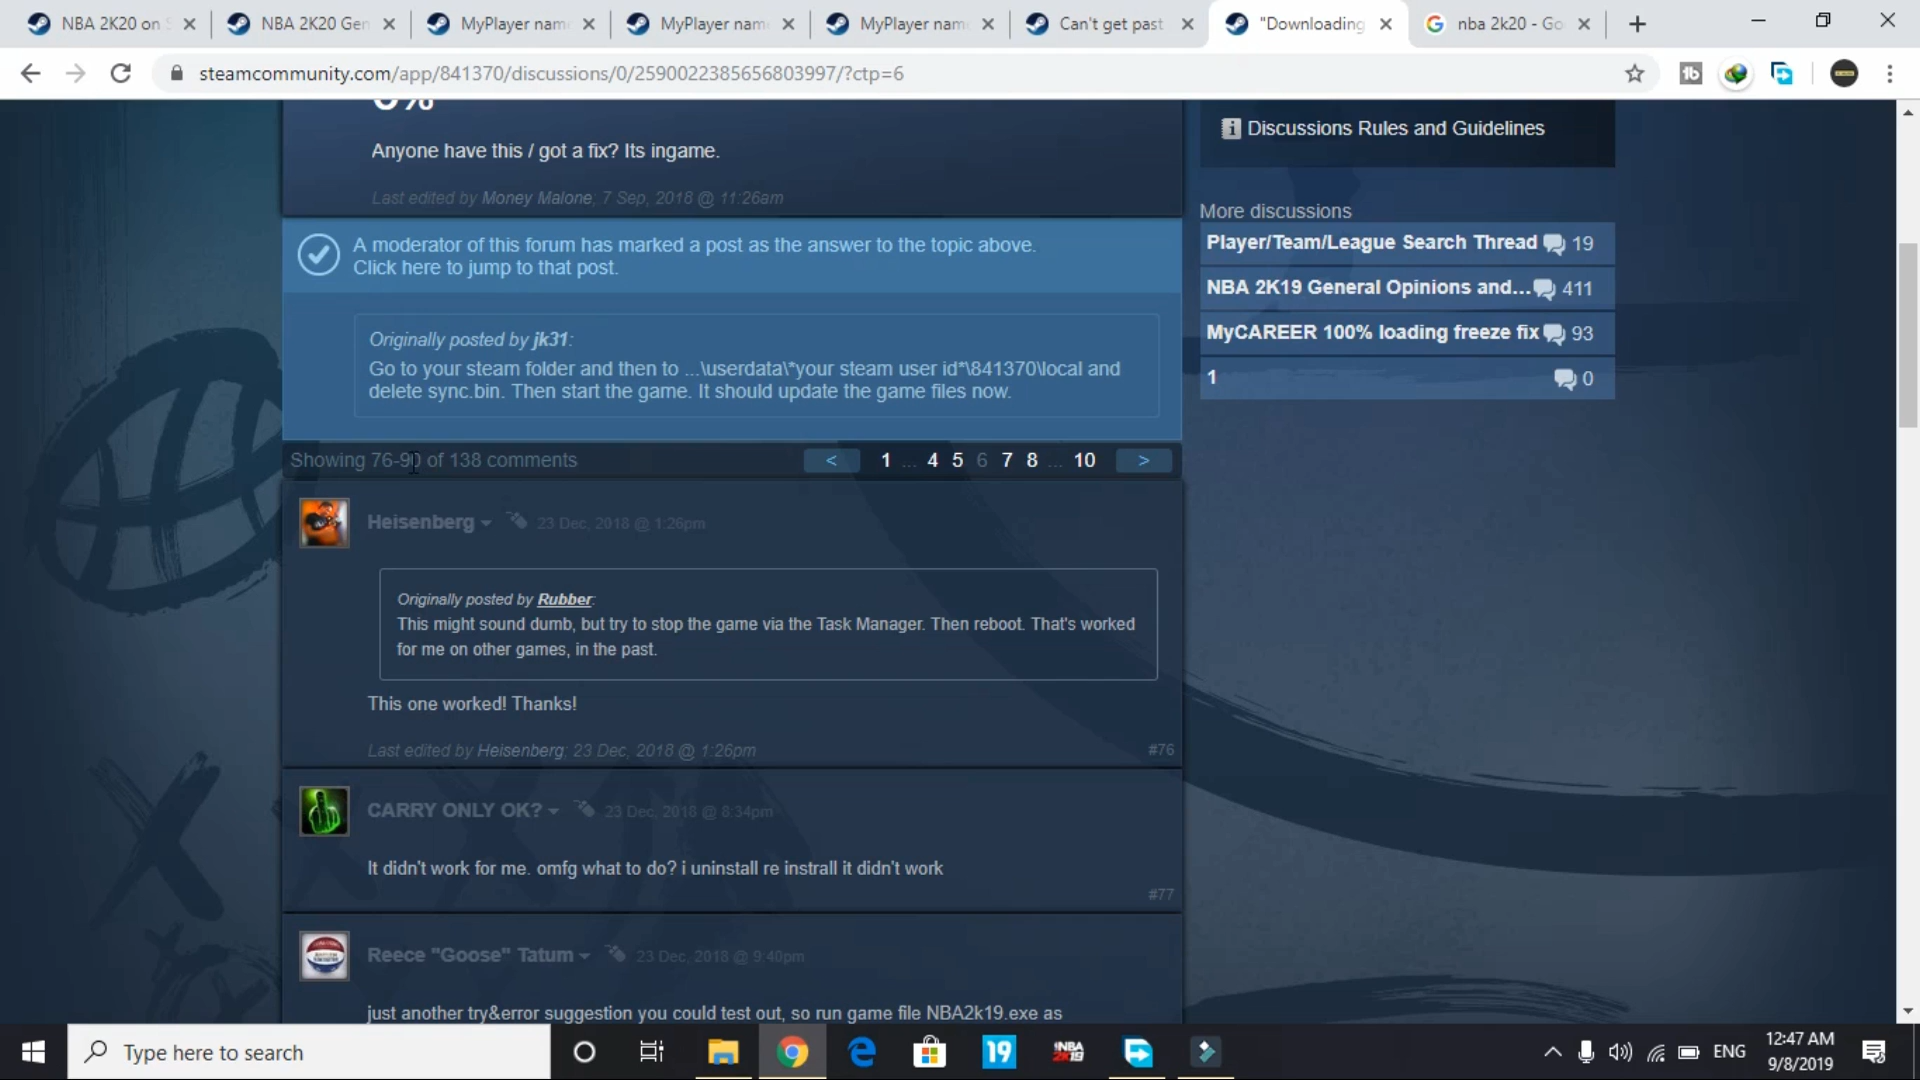 NBA 2K20 on S
NBA 2K20 Gen
MyPlayer name
MyPlayer name
MyPlayer name
Can't get past
"Downloading
nba 2k20 - Go
steamcommunity.com/app/841370/discussions/0/2590022385656803997/?ctp=6
0%
Anyone have this / got a fix? Its ingame.
Last edited by Money Malone; 7 Sep, 2018 @ 11:26am
A moderator of this forum has marked a post as the answer to the topic above.
Click here to jump to that post.
Originally posted by jk31:
Go to your steam folder and then to ...\userdata\*your steam user id*\841370\local and
delete sync.bin. Then start the game. It should update the game files now.
Showing 76-90 of 138 comments
< 1 ... 4 5 6 7 8 ... 10 >
Heisenberg 23 Dec, 2018 @ 1:26pm
Originally posted by Rubber:
This might sound dumb, but try to stop the game via the Task Manager. Then reboot. That's worked
for me on other games, in the past.
This one worked! Thanks!
Last edited by Heisenberg; 23 Dec, 2018 @ 1:26pm
#76
CARRY ONLY OK? 23 Dec, 2018 @ 8:34pm
It didn't work for me. omfg what to do? i uninstall re instrall it didn't work
#77
Reece "Goose" Tatum 23 Dec, 2018 @ 9:40pm
just another try&error suggestion you could test out, so run game file NBA2k19.exe as
Discussions Rules and Guidelines
More discussions
Player/Team/League Search Thread 19
NBA 2K19 General Opinions and... 411
MyCAREER 100% loading freeze fix 93
1 0
Type here to search
19
NBA
2K19
ENG
12:47 AM
9/8/2019